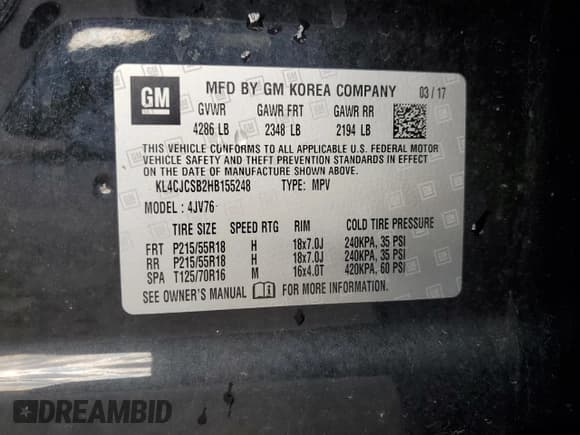 GM
MFD BY GM KOREA COMPANY
03 / 17
GVWR GAWR FRT GAWR RR
4286 LB 2348 LB 2194 LB
THIS VEHICLE CONFORMS TO ALL APPLICABLE U.S. FEDERAL MOTOR
VEHICLE SAFETY AND THEFT PREVENTION STANDARDS IN EFFECT ON
THE DATE OF MANUFACTURE SHOWN ABOVE.
KL4CJCSB2HB155248 TYPE: MPV
MODEL : 4JV76
TIRE SIZE SPEED RTG RIM COLD TIRE PRESSURE
FRT P215/55R18 H 18x7.0J 240KPA, 35 PSI
RR P215/55R18 H 18x7.0J 240KPA, 35 PSI
SPA T125/70R16 M 16x4.0T 420KPA, 60 PSI
SEE OWNER'S MANUAL FOR MORE INFORMATION.
DREAMBID